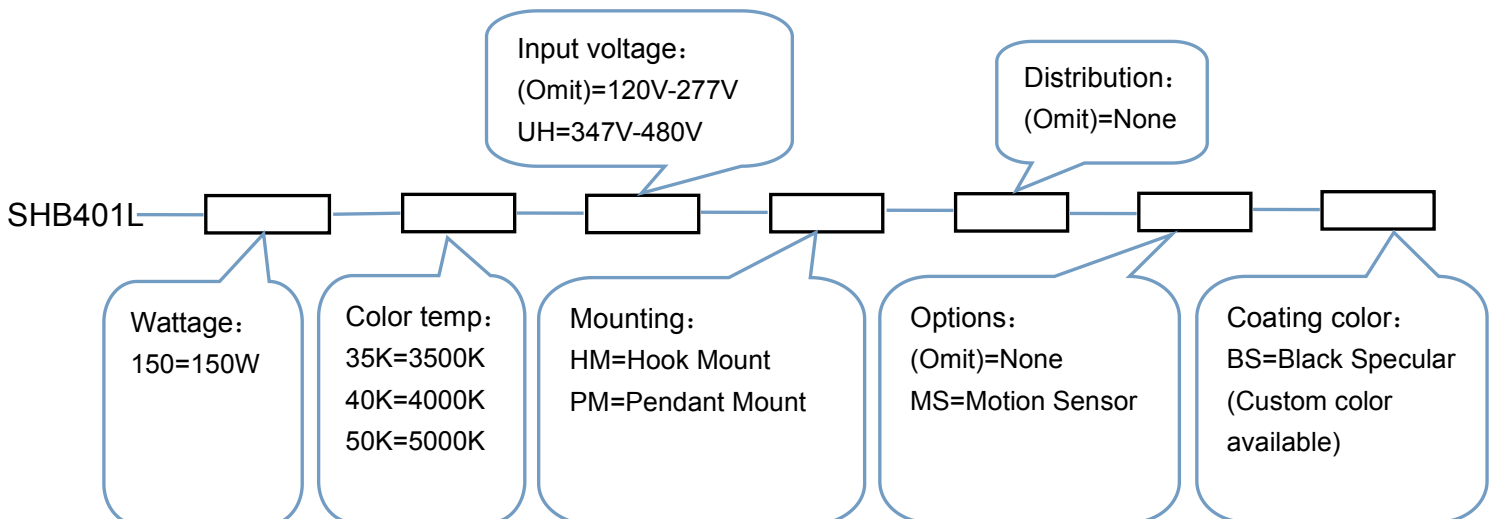 Input voltage：
(Omit)=120V-277V
UH=347V-480V
Distribution：
(Omit)=None
SHB401L
Wattage：
150=150W
Color temp：
35K=3500K
40K=4000K
50K=5000K
Mounting：
HM=Hook Mount
PM=Pendant Mount
Options：
(Omit)=None
MS=Motion Sensor
Coating color：
BS=Black Specular
(Custom color
available)